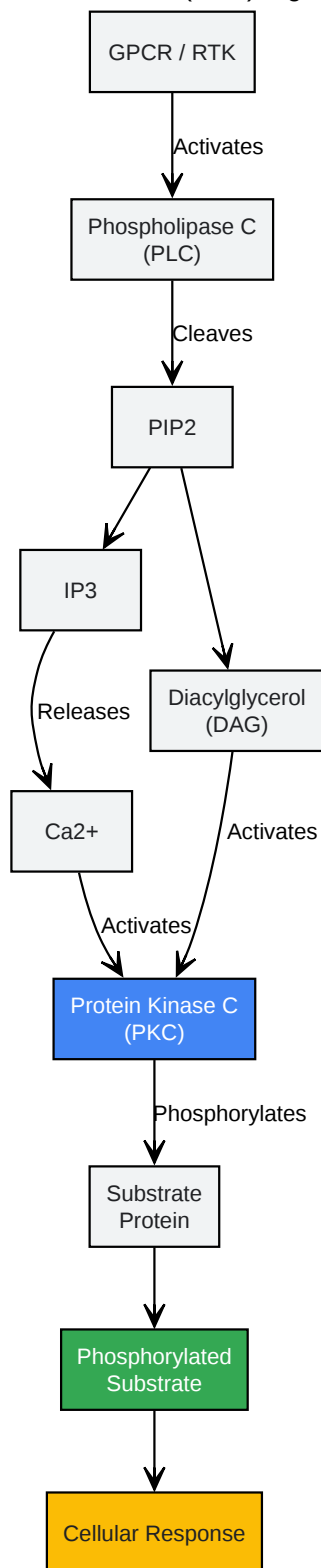 GPCR / RTK
Activates
Phospholipase C
(PLC)
Cleaves
PIP2
IP3
Diacylglycerol
(DAG)
Releases
Ca2+
Activates
Activates
Protein Kinase C
(PKC)
Phosphorylates
Substrate
Protein
Phosphorylated
Substrate
Cellular Response